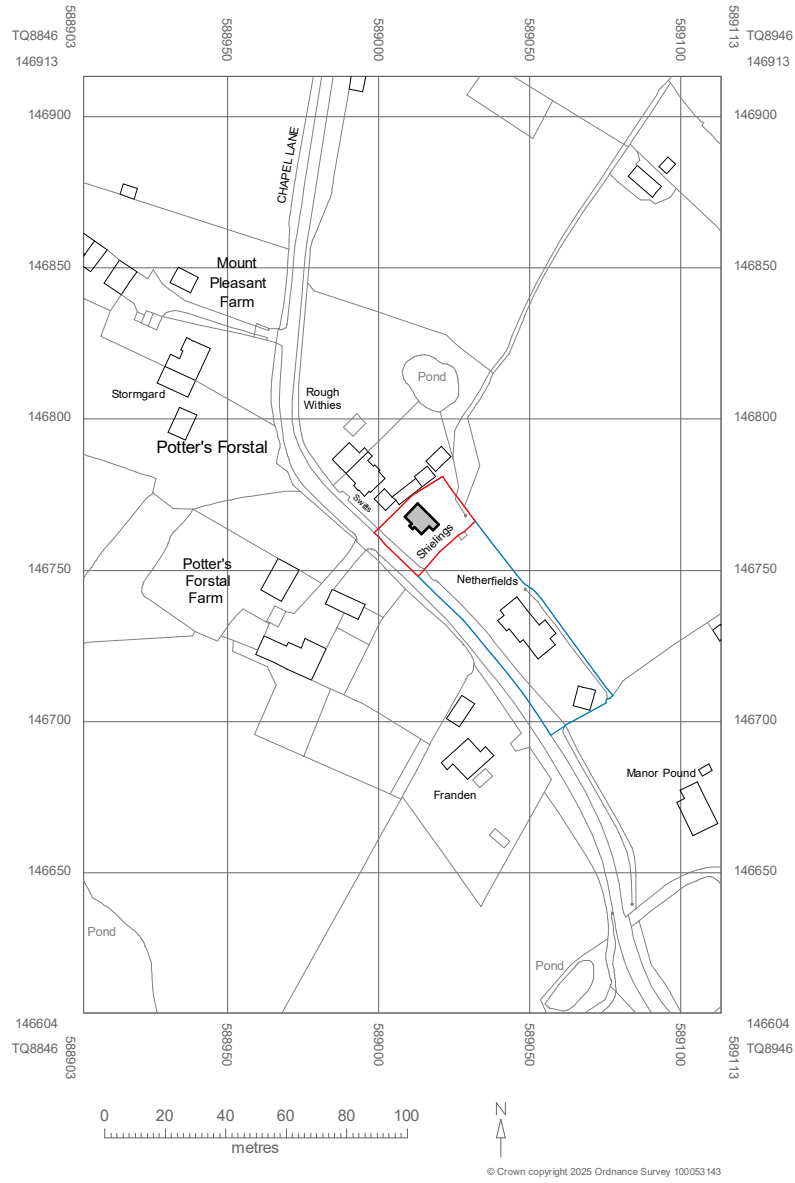 588903
588950
589000
589050
589100
589113
TQ8846
146913
TQ8946
146913
146900
146900
CHAPEL LANE
146850
146850
Mount
Pleasant
Farm
Pond
Stormgard
Rough
Withies
146800
146800
Potter's Forstal
Swifts
Shielings
146750
146750
Potter's
Forstal
Farm
Netherfields
146700
146700
Manor Pound
Franden
146650
146650
Pond
Pond
146604
TQ8846
146604
TQ8946
588903
588950
589000
589050
589100
589113
0 20 40 60 80 100
metres
N
© Crown copyright 2025 Ordnance Survey 100053143